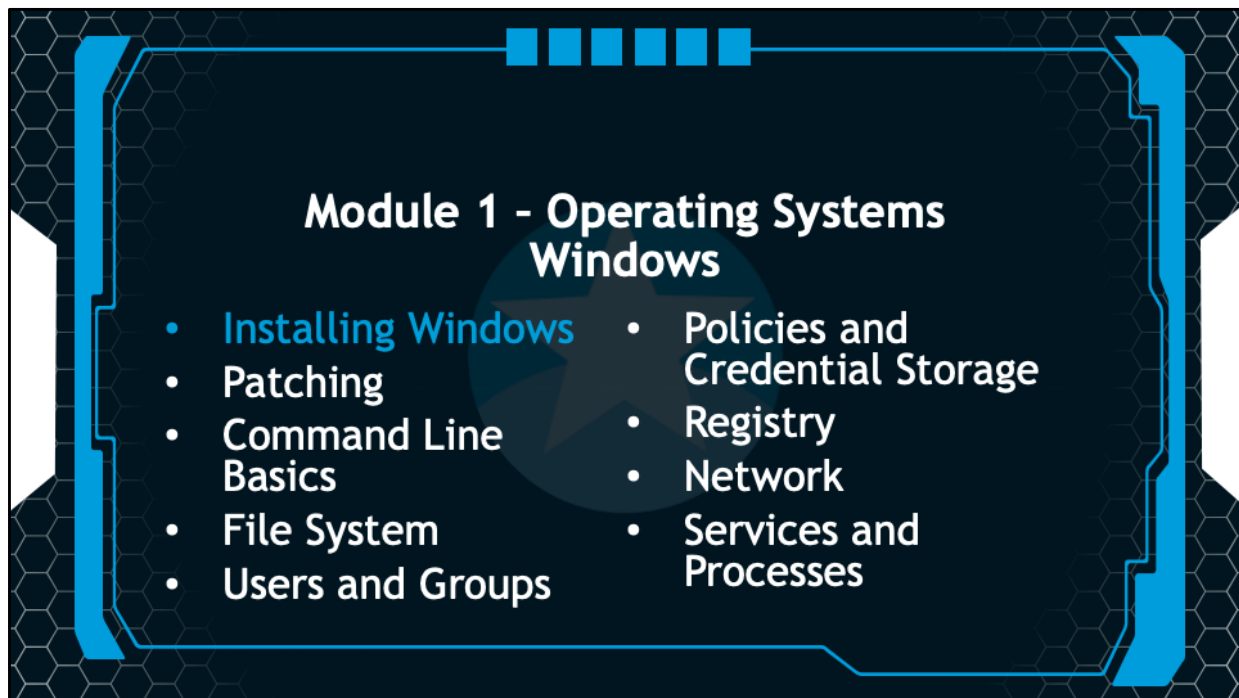 Module 1 - Operating Systems
Windows
• Installing Windows
• Patching
• Command Line
Basics
• File System
• Users and Groups
• Policies and
Credential Storage
• Registry
• Network
• Services and
Processes